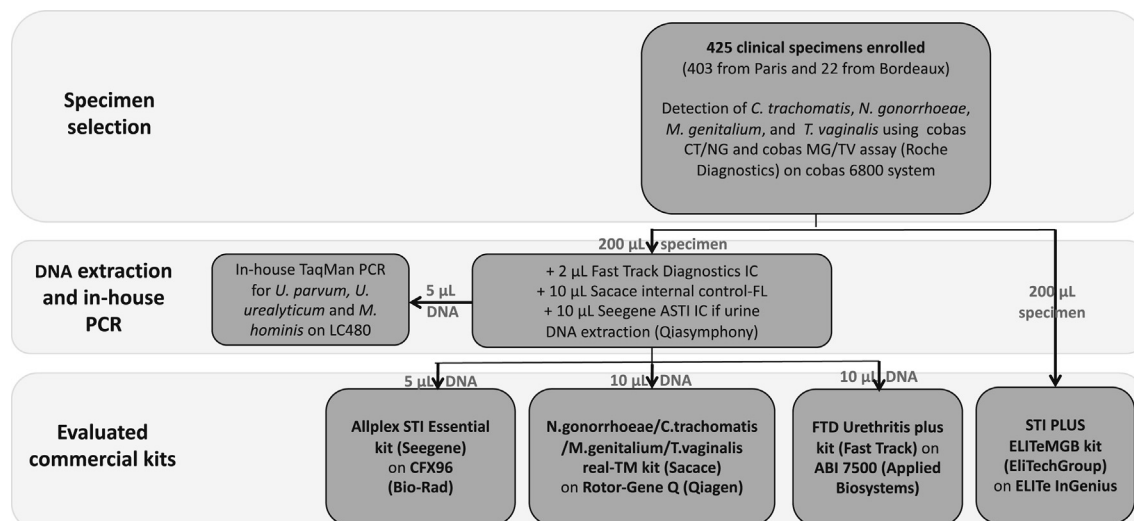 Specimen
selection
425 clinical specimens enrolled
(403 from Paris and 22 from Bordeaux)
Detection of C. trachomatis, N. gonorrhoeae,
M. genitalium, and T. vaginalis using cobas
CT/NG and cobas MG/TV assay (Roche
Diagnostics) on cobas 6800 system
DNA extraction
and in-house
PCR
In-house TaqMan PCR
for U. parvum, U.
urealyticum and M.
hominis on LC480
5 µL
DNA
200 µL specimen
+ 2 µL Fast Track Diagnostics IC
+ 10 µL Sacace internal control-FL
+ 10 µL Seegene ASTI IC if urine
DNA extraction (Qiasymphony)
200 µL
specimen
Evaluated
commercial kits
5 µL DNA
Allplex STI Essential
kit (Seegene)
on CFX96
(Bio-Rad)
10 µL DNA
N.gonorrhoeae/C.trachomatis
/M.genitalium/T.vaginalis
real-TM kit (Sacace)
on Rotor-Gene Q (Qiagen)
10 µL DNA
FTD Urethritis plus
kit (Fast Track) on
ABI 7500 (Applied
Biosystems)
STI PLUS
ELITeMGB kit
(EliTechGroup)
on ELITe InGenius